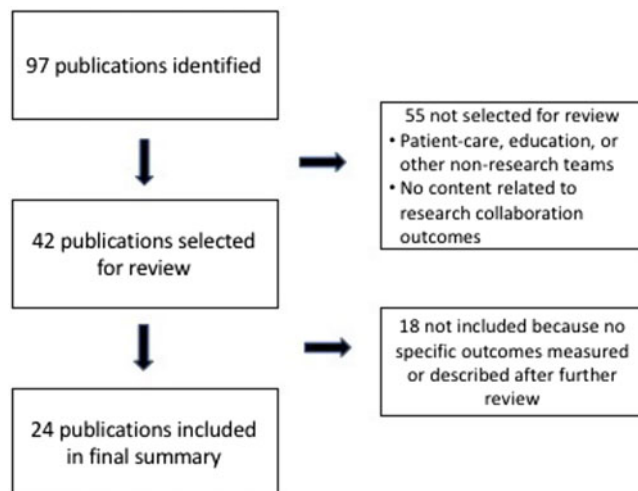 97 publications identified
55 not selected for review
• Patient-care, education, or
other non-research teams
• No content related to
research collaboration
outcomes
42 publications selected
for review
18 not included because no
specific outcomes measured
or described after further
review
24 publications included
in final summary